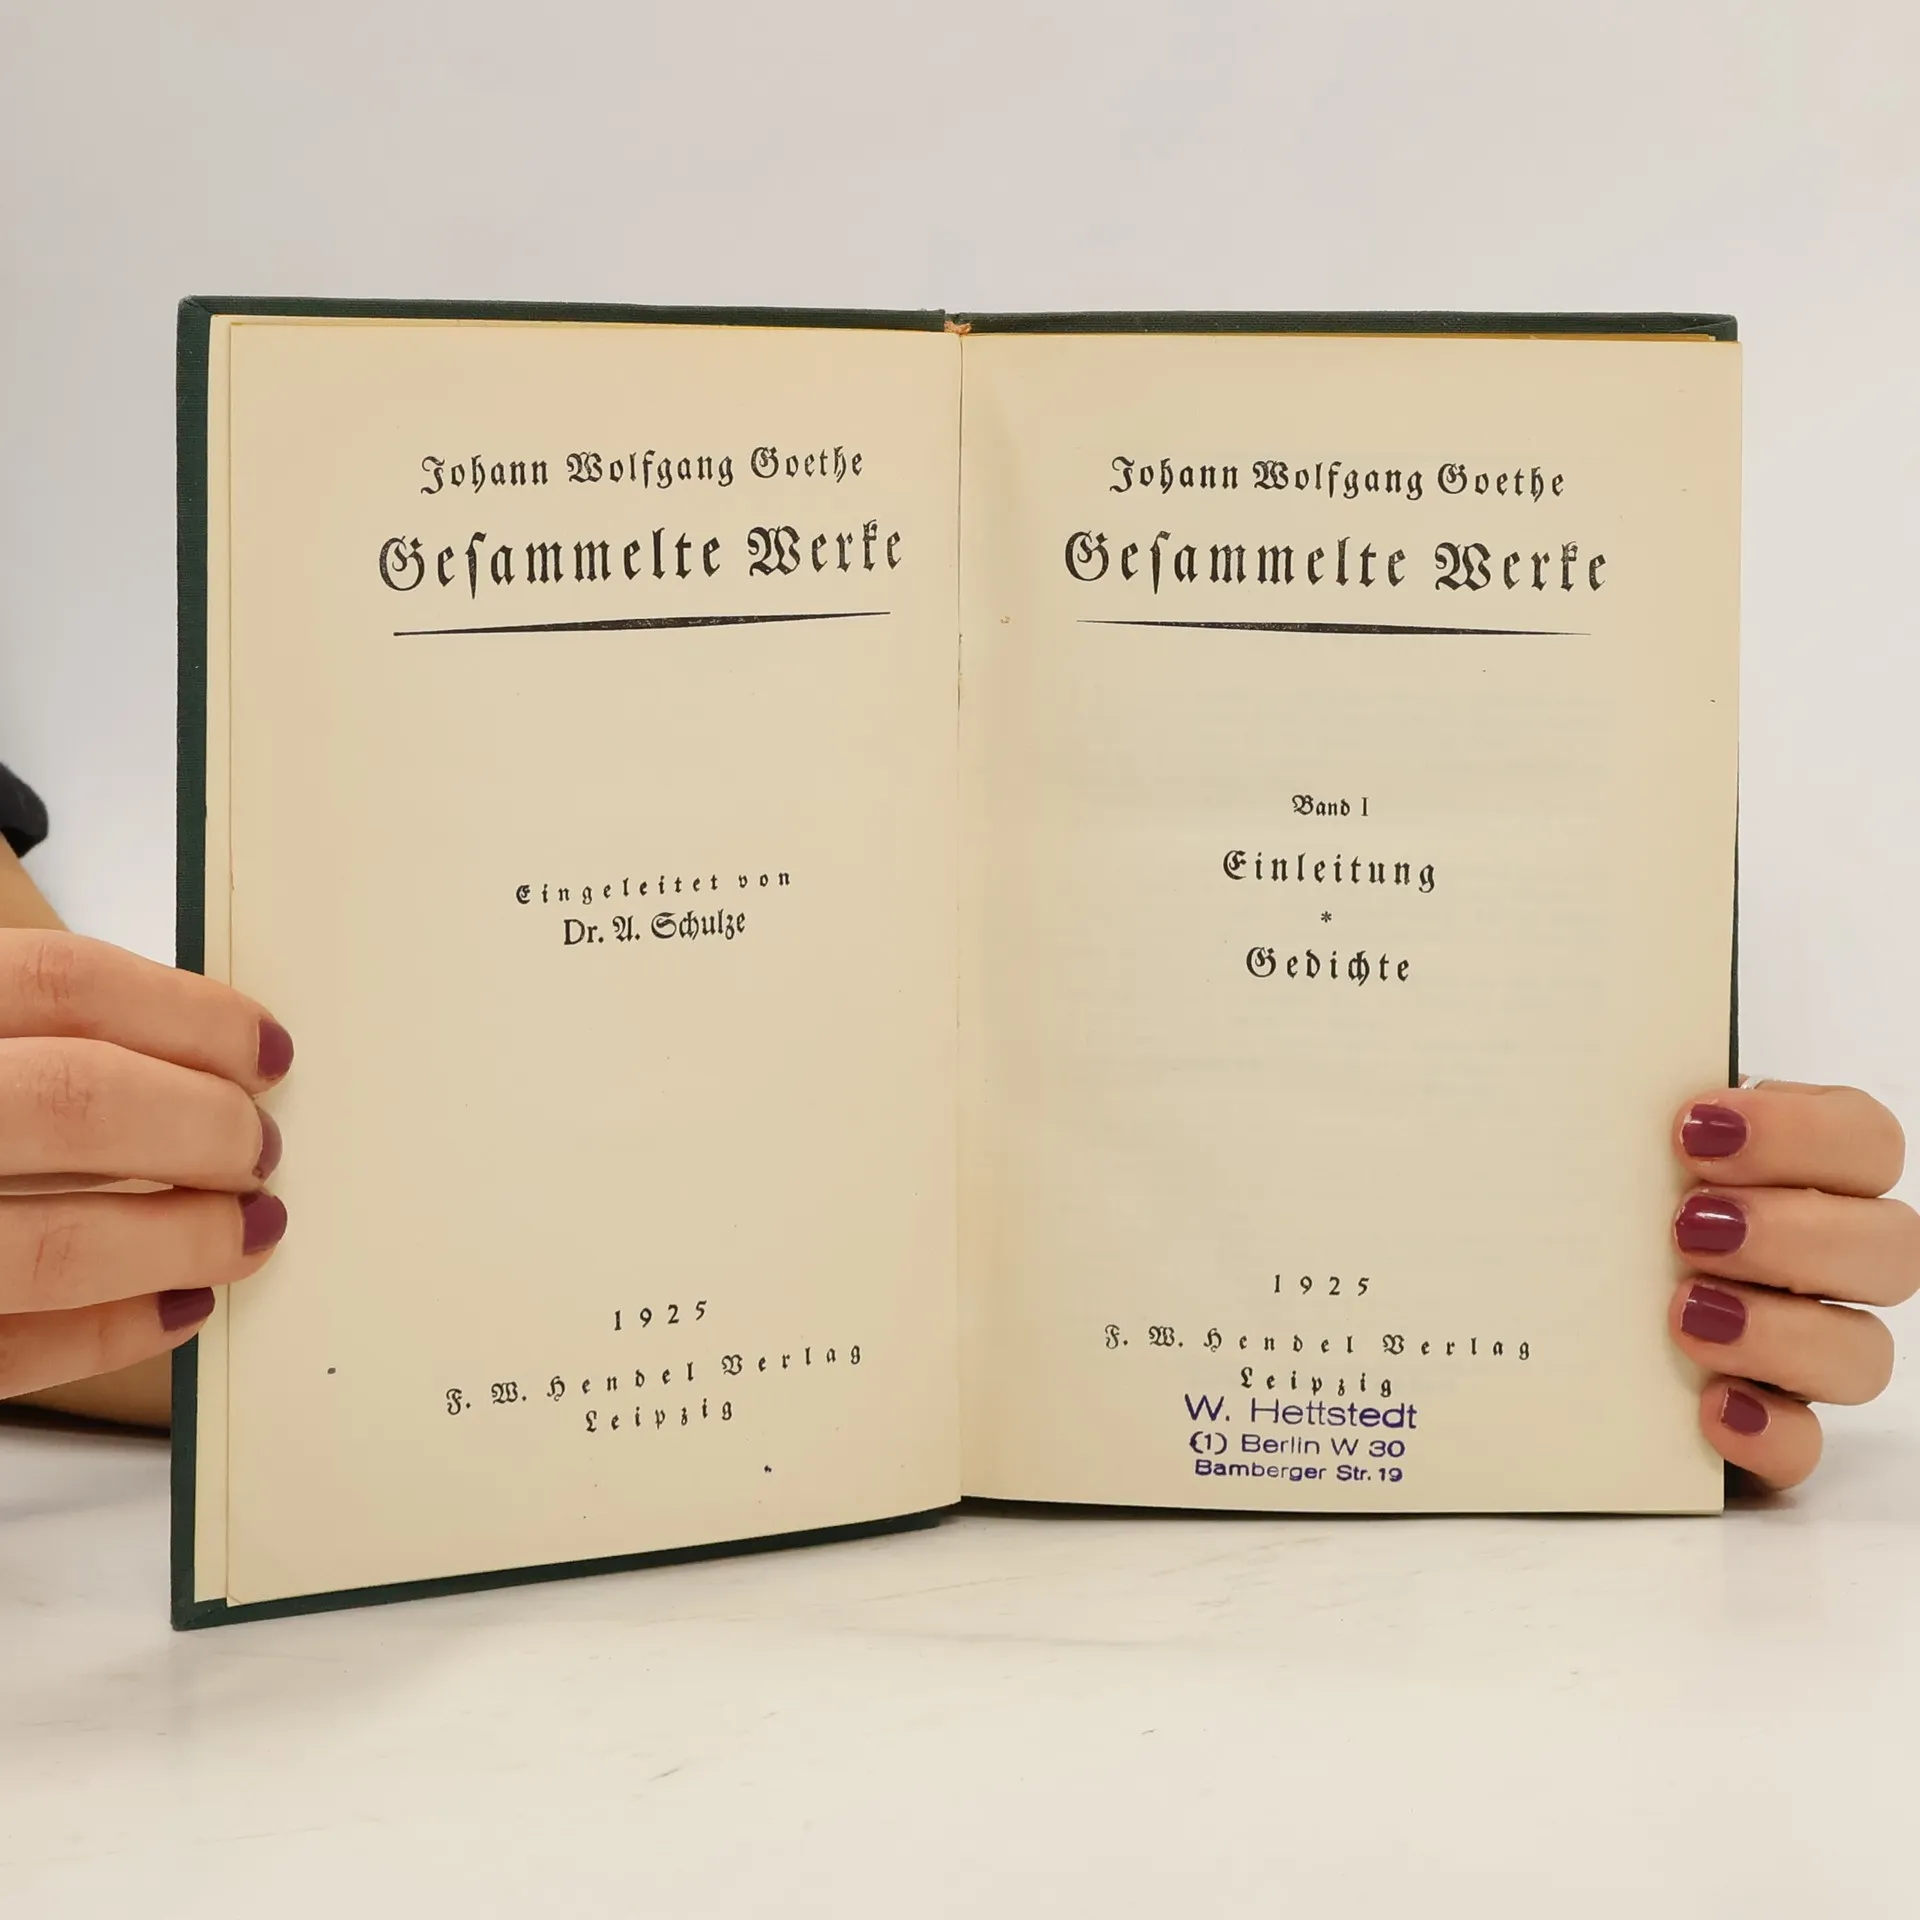 Johann Wolfgang Goethe
Geſammelte Werke
Eingeleitet von
Dr. A. Schulze
1925
F. W. Hendel Verlag
Leipzig
Johann Wolfgang Goethe
Geſammelte Werke
Band I
Einleitung
*
Gedichte
1925
F. W. Hendel Verlag
Leipzig
W. Hettstedt
(1) Berlin W 30
Bamberger Str. 19